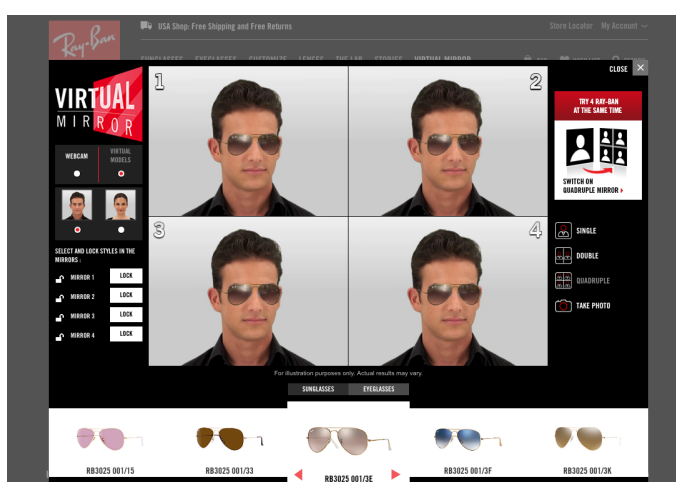 Ray-Ban
USA Shop: Free Shipping and Free Returns
Store Locator My Account
SUNGLASSES EYEGLASSES CUSTOMIZE LENSES THE LAB STORIES VIRTUAL MIRROR
CLOSE X
VIRTUAL
MIRROR
WEBCAM
VIRTUAL
MODELS
SELECT AND LOCK STYLES IN THE
MIRRORS :
MIRROR 1 LOCK
MIRROR 2 LOCK
MIRROR 3 LOCK
MIRROR 4 LOCK
1
2
3
4
TRY 4 RAY-BAN
AT THE SAME TIME
SWITCH ON
QUADRUPLE MIRROR
SINGLE
DOUBLE
QUADRUPLE
TAKE PHOTO
For illustration purposes only. Actual results may vary.
SUNGLASSES EYEGLASSES
RB3025 001/15
RB3025 001/33
RB3025 001/3E
RB3025 001/3F
RB3025 001/3K